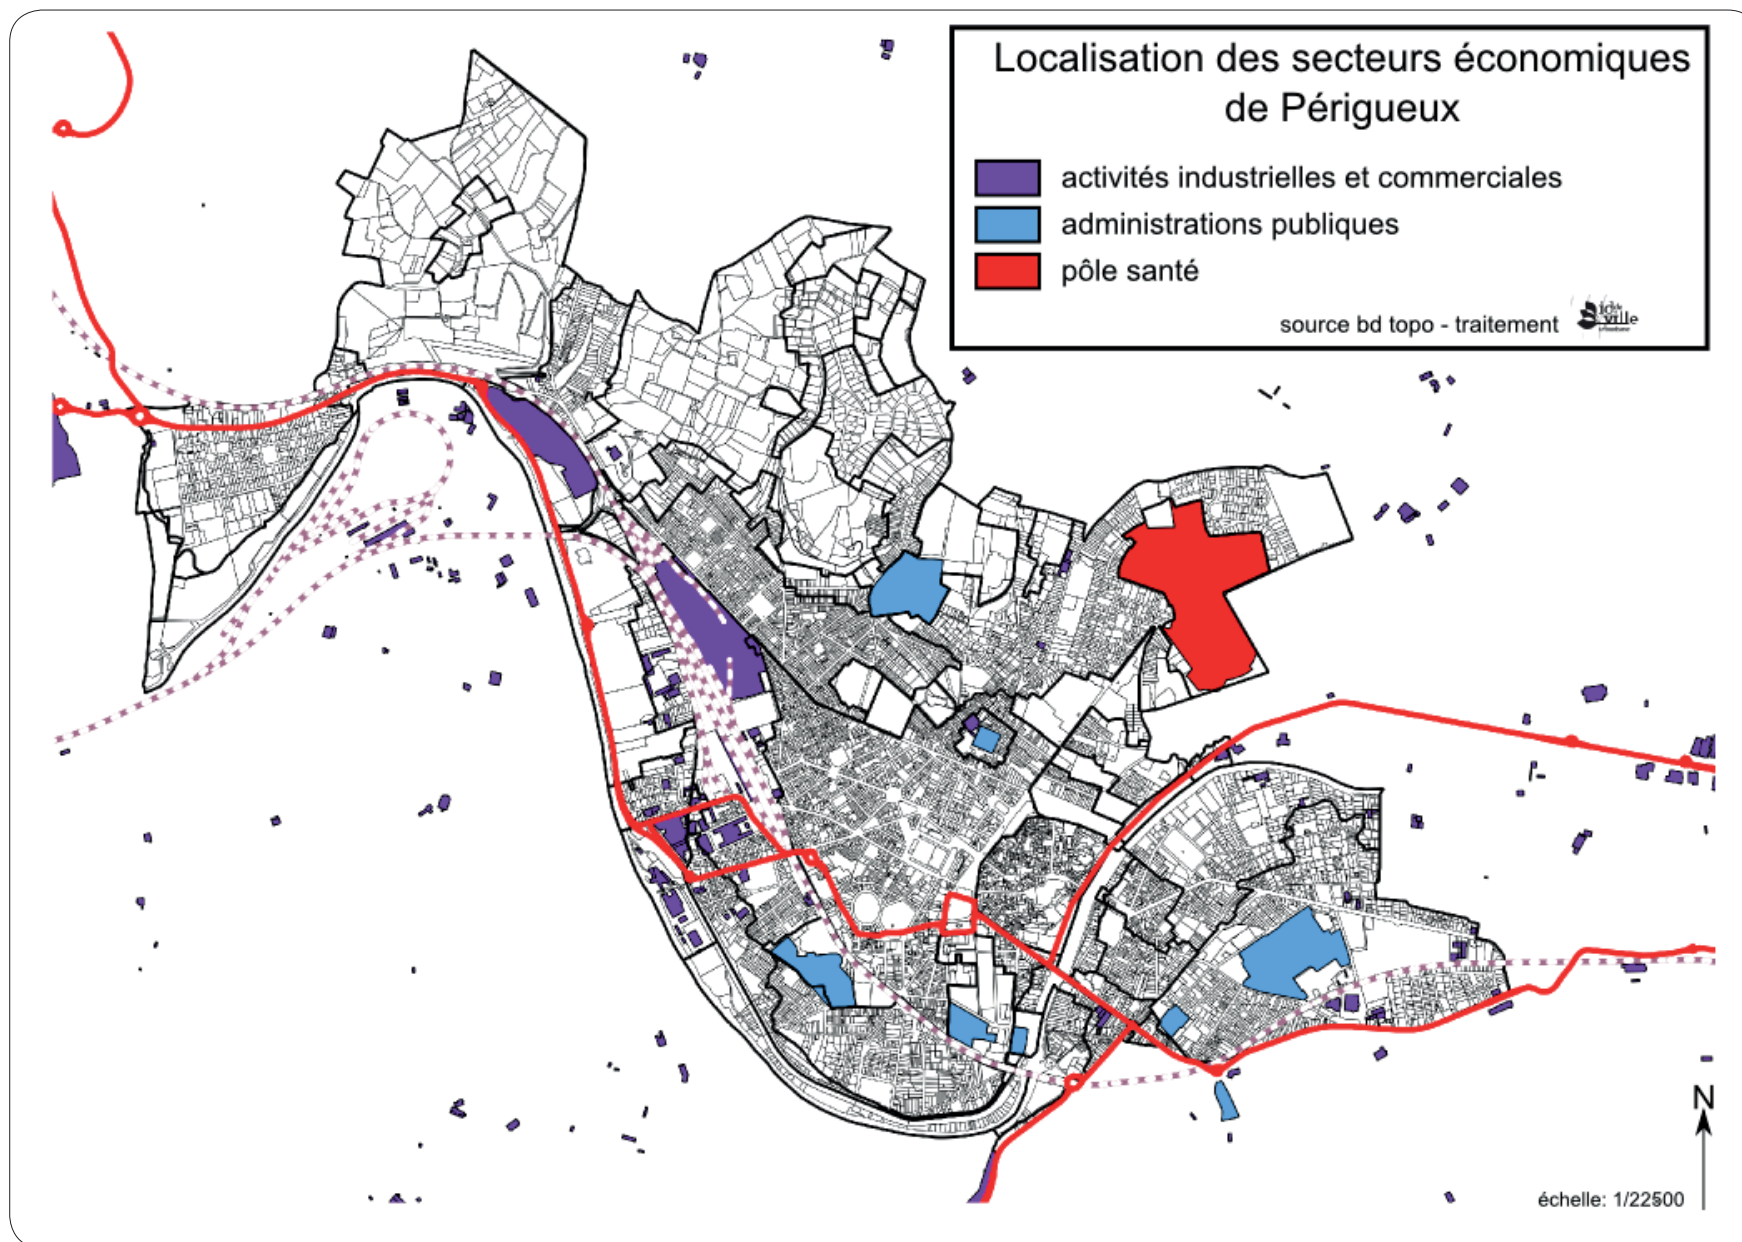 Localisation des secteurs économiques
de Périgueux
activités industrielles et commerciales
administrations publiques
pôle santé
source bd topo - traitement
ville
N
échelle: 1/22500